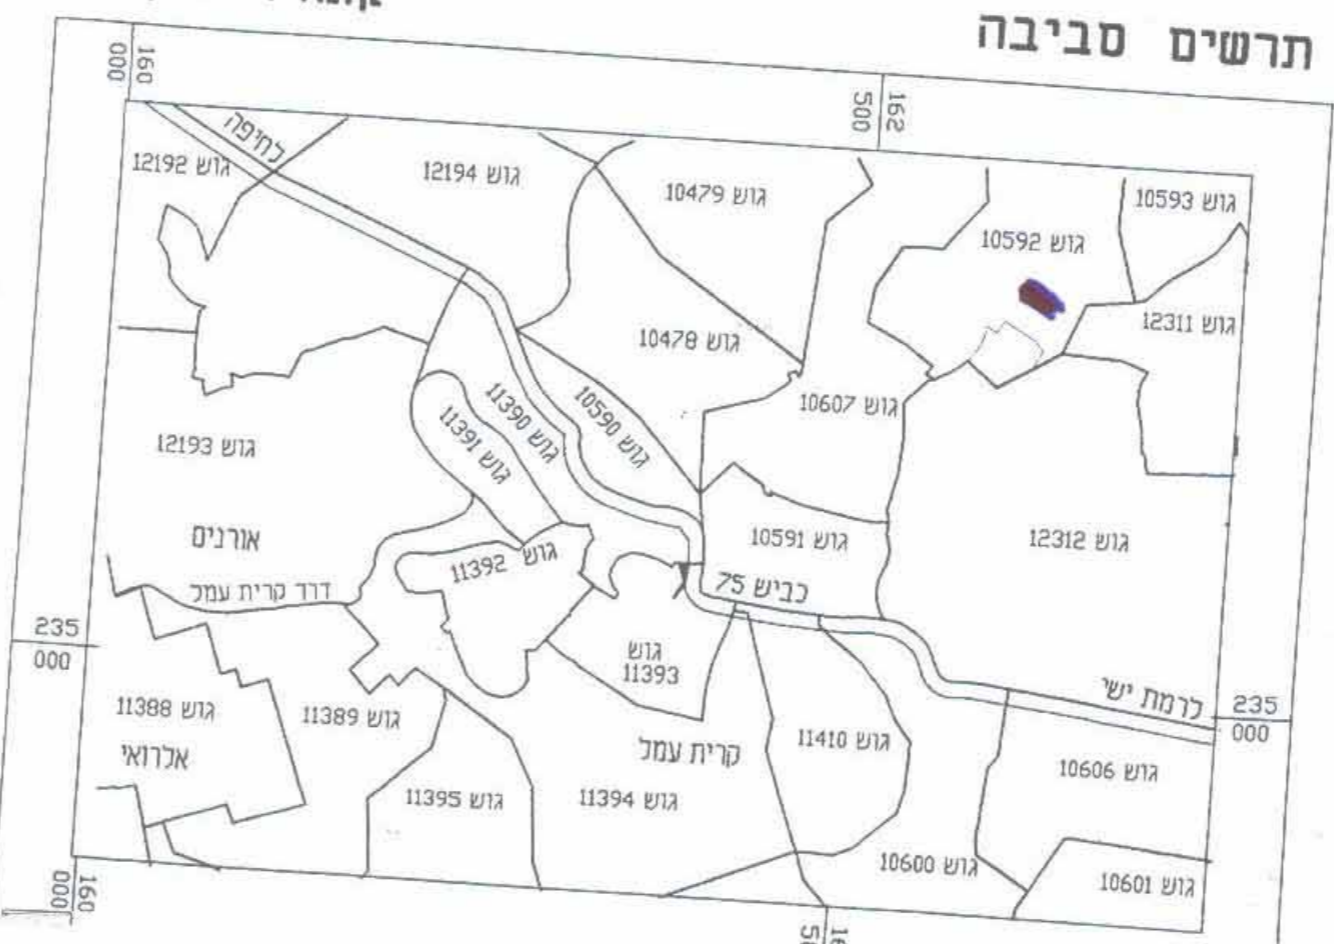 תרשים סביבה
160
000
162
500
לחיפה
גוש 12192
גוש 12194
גוש 10479
גוש 10593
גוש 10592
גוש 12311
גוש 10478
גוש 10607
גוש 10590
גוש 11390
גוש 11391
גוש 12193
אורנים
גוש 10591
גוש 12312
גוש 11392
כביש 75
דרך קרית עמל
235
000
גוש
11393
לרמת ישי
235
000
גוש 11388
גוש 11389
אלרואי
קרית עמל
גוש 11410
גוש 10606
גוש 11395
גוש 11394
גוש 10600
גוש 10601
160
000